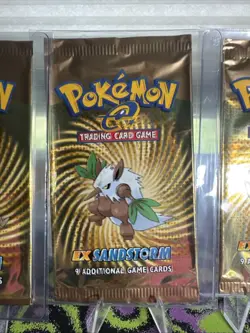 POKéMON
e
TRADING CARD GAME
EX SANDSTORM
9 ADDITIONAL GAME CARDS